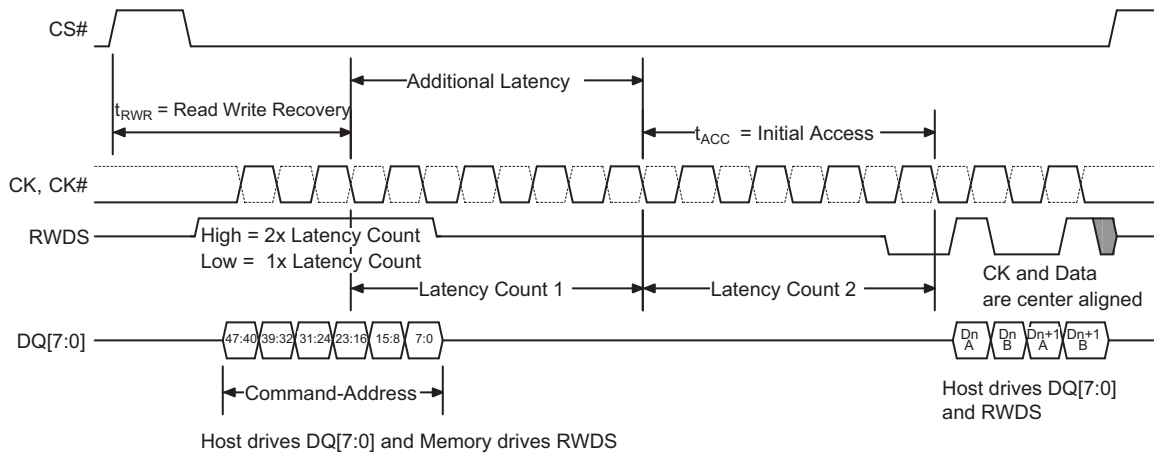 CS#
Additional Latency
tRWR = Read Write Recovery
tACC = Initial Access
CK, CK#
RWDS
High = 2x Latency Count
Low = 1x Latency Count
CK and Data
are center aligned
Latency Count 1
Latency Count 2
DQ[7:0]
47:40 39:32 31:24 23:16 15:8 7:0
Dn A
Dn B
Dn+1 A
Dn+1 B
Command-Address
Host drives DQ[7:0]
and RWDS
Host drives DQ[7:0] and Memory drives RWDS